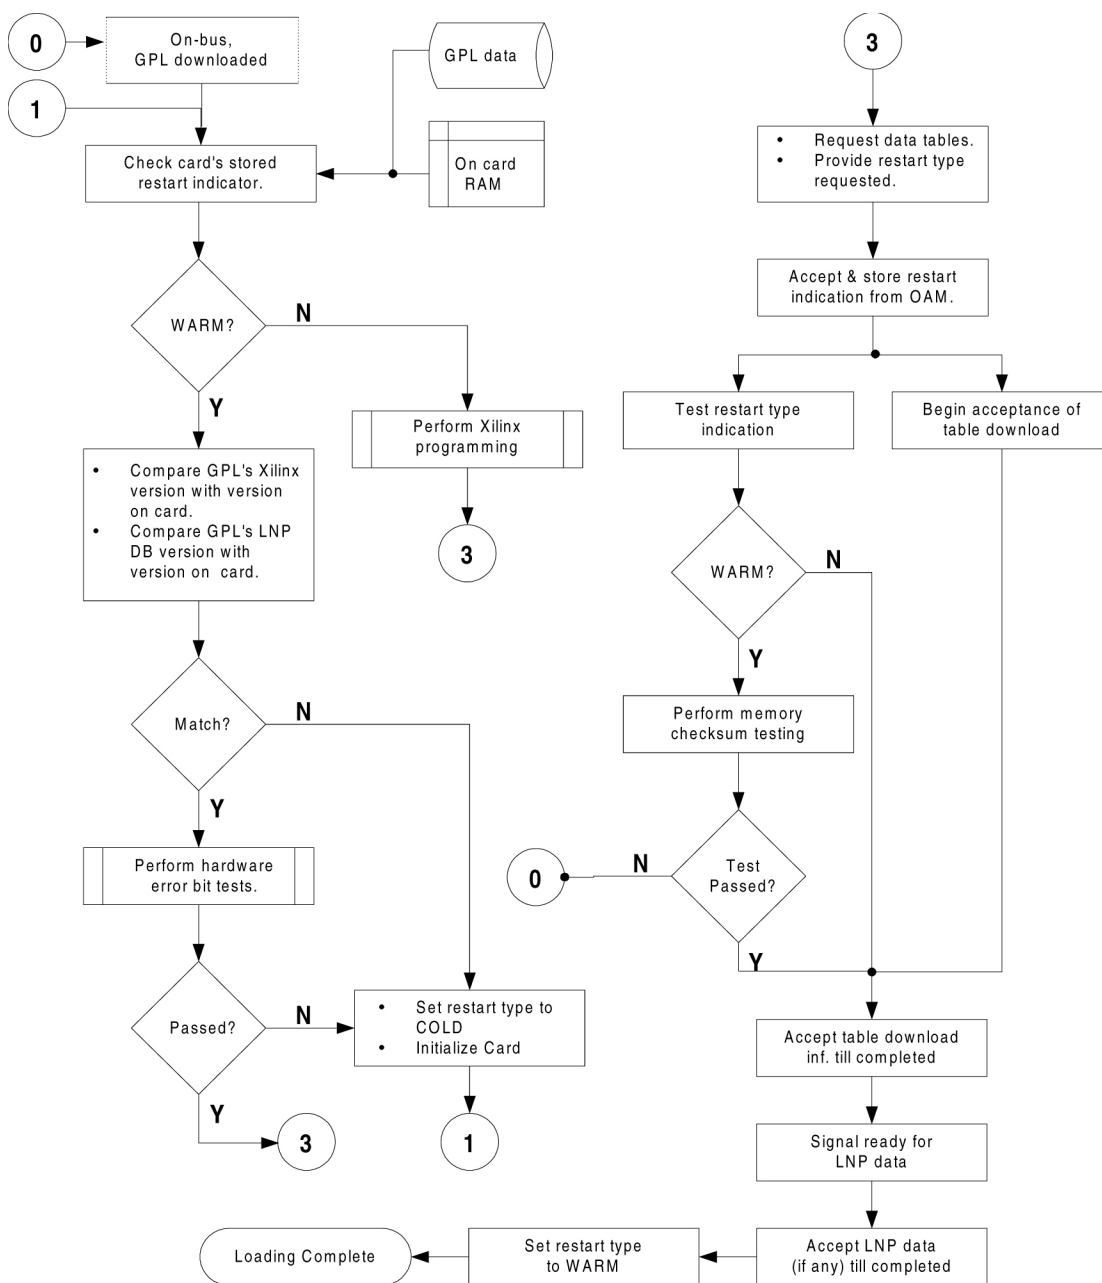 0
On-bus,
GPL downloaded
GPL data
1
Check card's stored
restart indicator.
On card
RAM
WARM?
N
Y
Perform Xilinx
programming
• Compare GPL's Xilinx
version with version
on card.
• Compare GPL's LNP
DB version with
version on card.
3
Match?
N
Y
Perform hardware
error bit tests.
Passed?
N
• Set restart type to
COLD
• Initialize Card
Y
3
1
3
• Request data tables.
• Provide restart type
requested.
Accept & store restart
indication from OAM.
Test restart type
indication
Begin acceptance of
table download
WARM?
N
Y
Perform memory
checksum testing
Test
Passed?
N
0
Y
Accept table download
inf. till completed
Signal ready for
LNP data
Accept LNP data
(if any) till completed
Set restart type
to WARM
Loading Complete